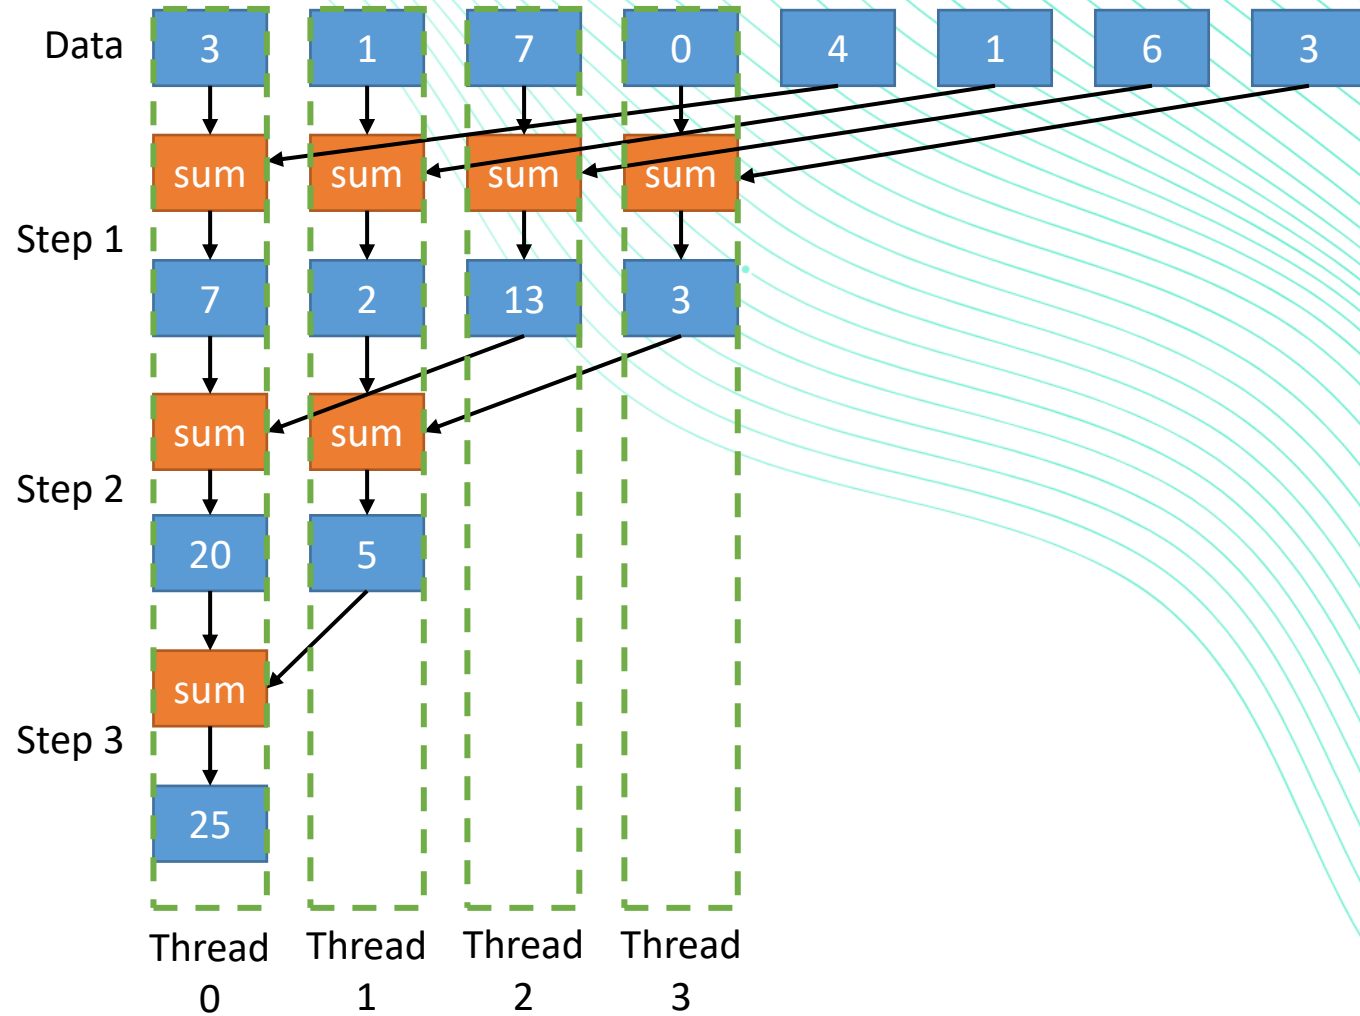 Data 3 1 7 0 4 1 6 3
sum sum sum sum
Step 1
7 2 13 3
sum sum
Step 2
20 5
sum
Step 3
25
Thread Thread Thread Thread
0 1 2 3